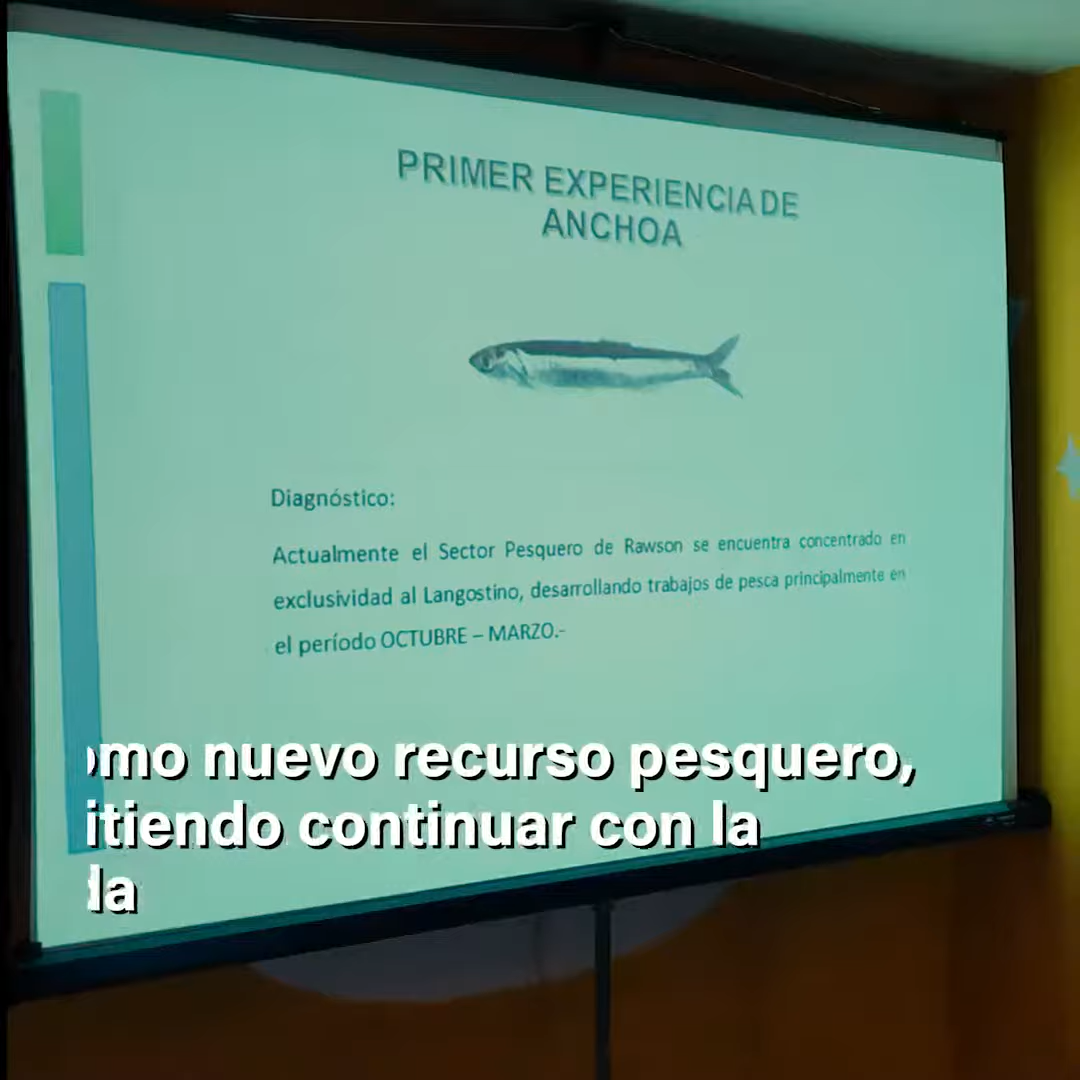 PRIMER EXPERIENCIA DE
ANCHOA
Diagnóstico:
Actualmente el Sector Pesquero de Rawson se encuentra concentrado en
exclusividad al Langostino, desarrollando trabajos de pesca principalmente en
el período OCTUBRE – MARZO.-
nuevo recurso pesquero,
continuar con la